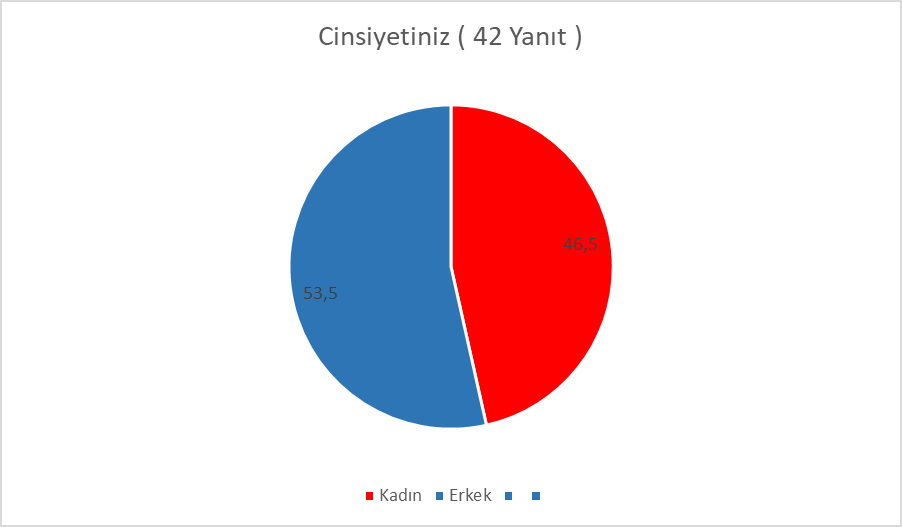 Cinsiyetiniz ( 42 Yanıt )
46,5
53,5
Kadın Erkek